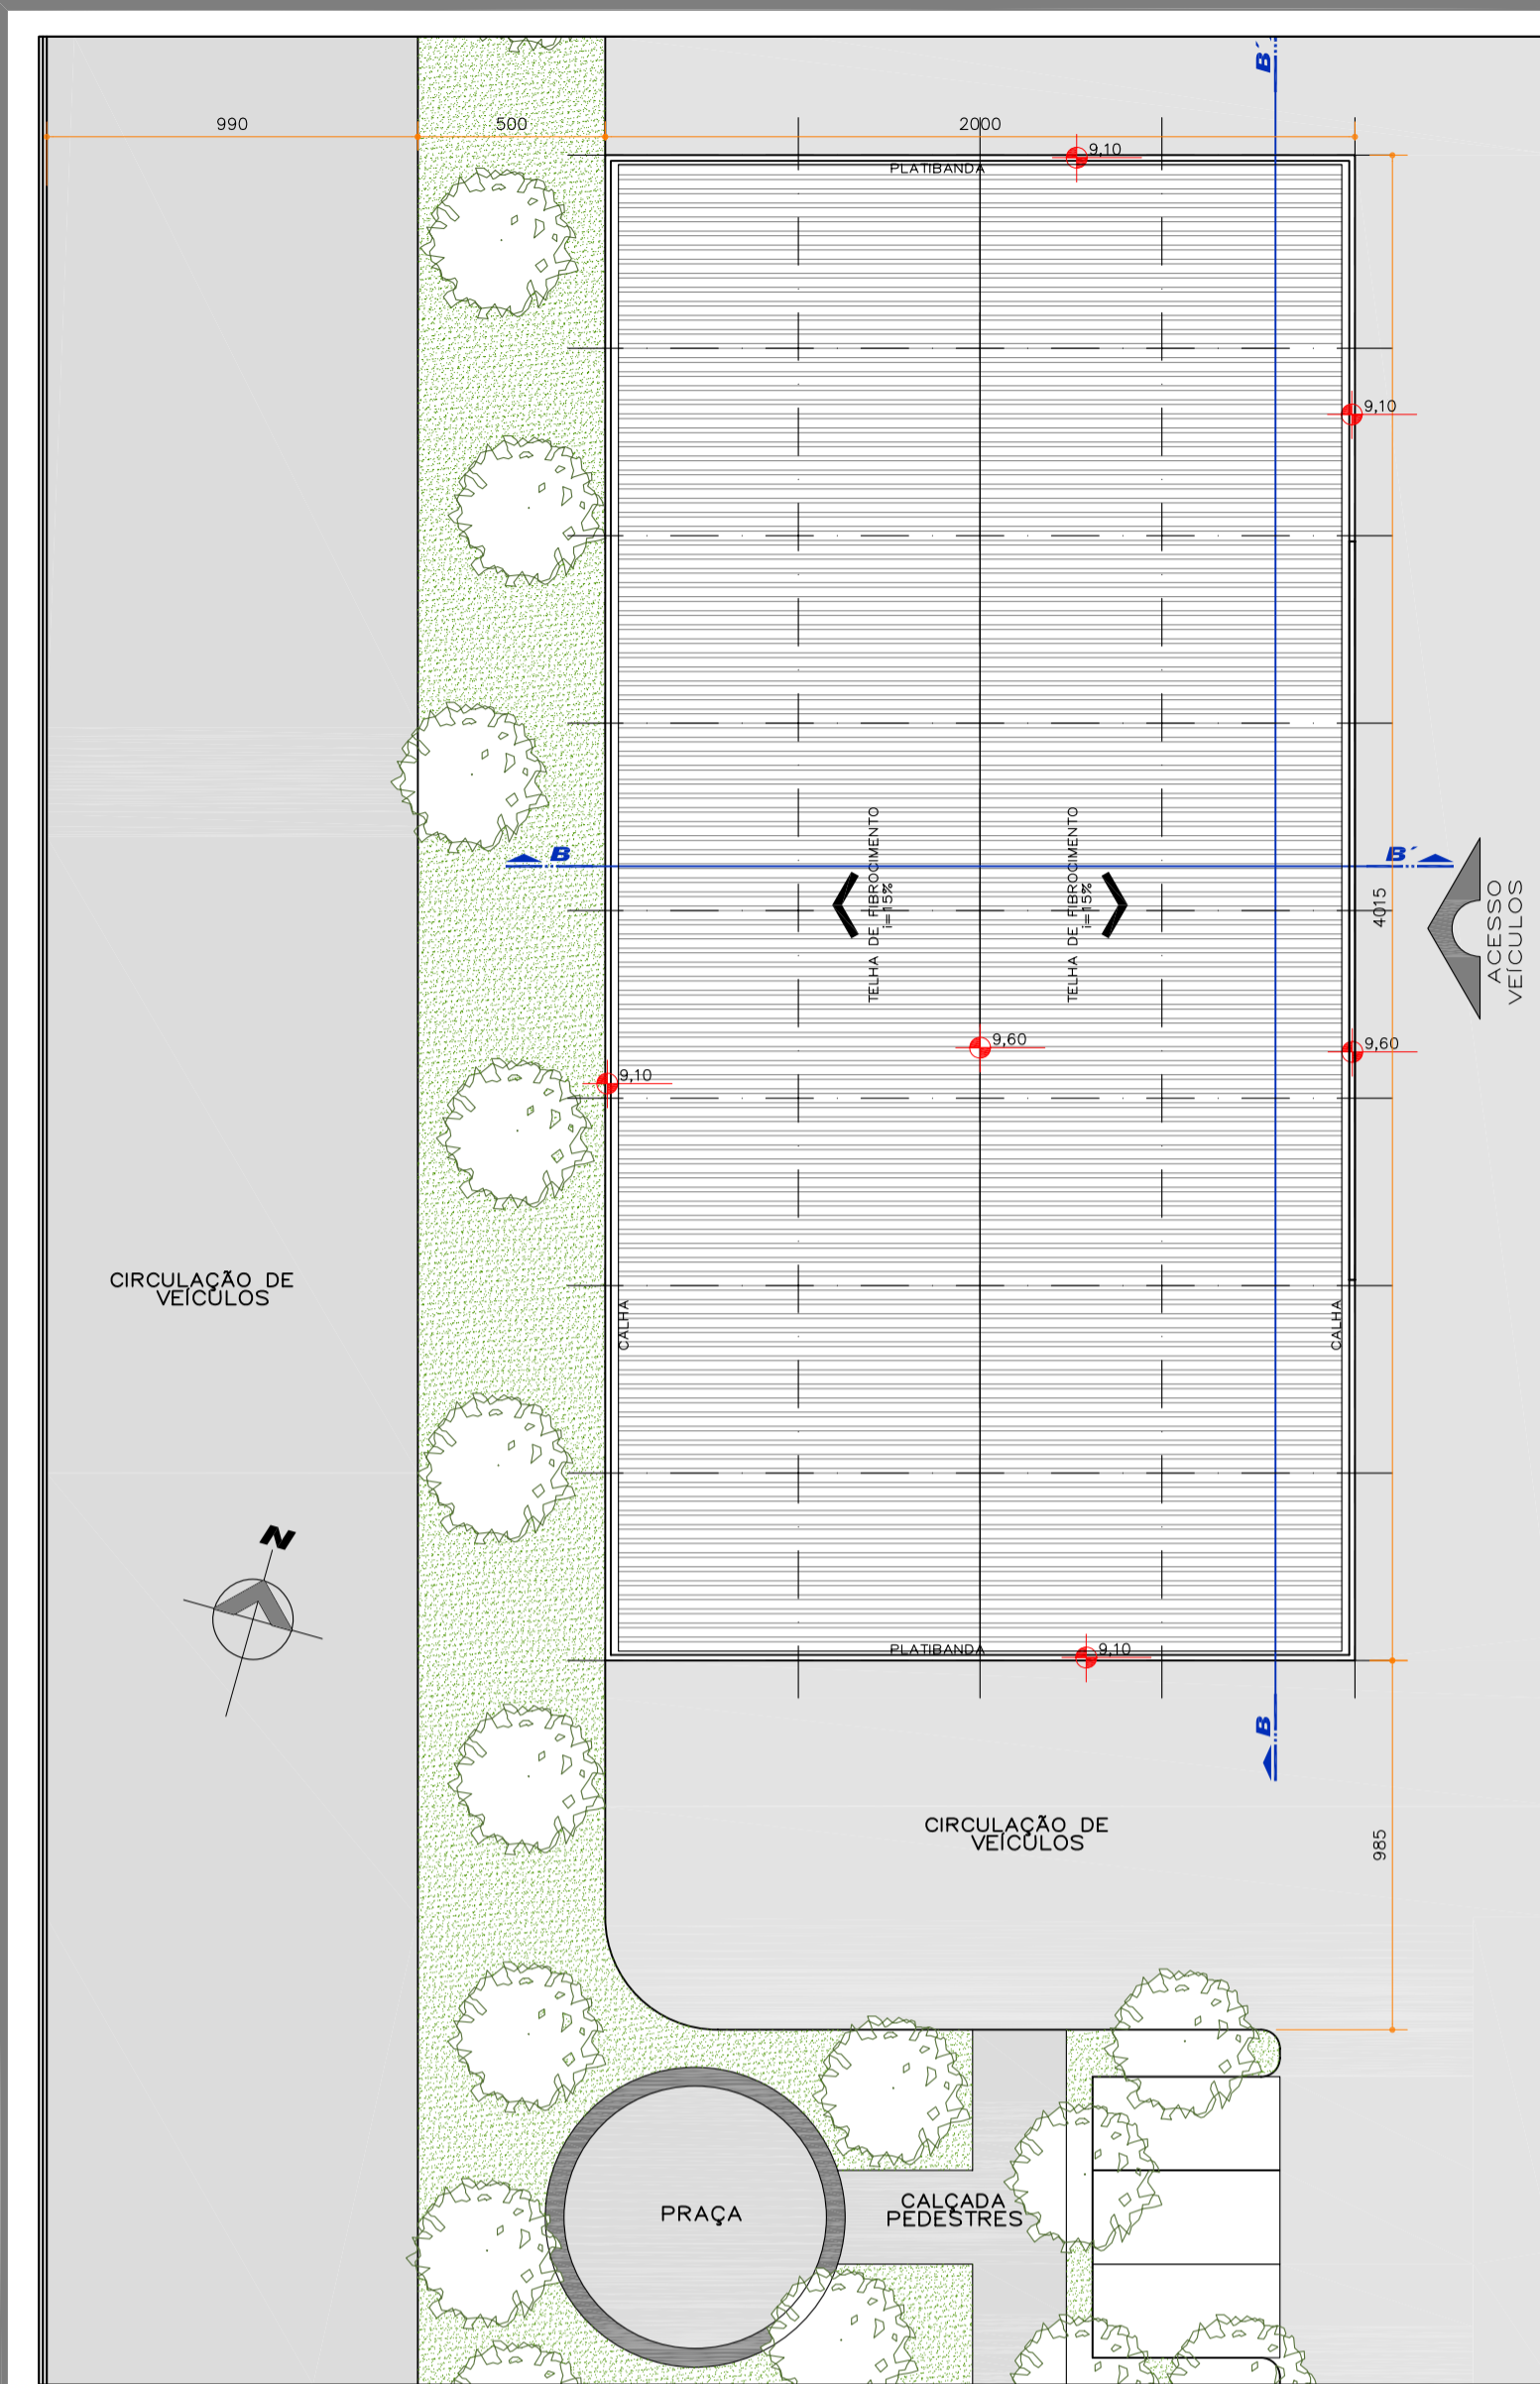 B´
990
500
2000
9,10
PLATIBANDA
9,10
TELHA DE FIBROCIMENTO
i=15%
TELHA DE FIBROCIMENTO
i=15%
B
B´
4015
ACESSO
VEÍCULOS
9,60
9,60
9,10
CIRCULAÇÃO DE
VEÍCULOS
CALHA
CALHA
N
PLATIBANDA
9,10
B
CIRCULAÇÃO DE
VEÍCULOS
985
PRAÇA
CALÇADA
PEDESTRES